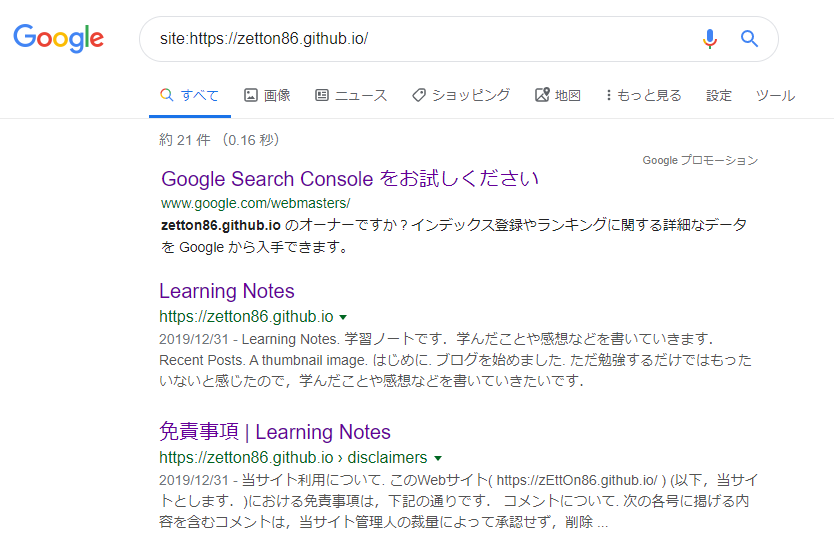 Google
site:https://zetton86.github.io/
すべて 画像 ニュース ショッピング 地図 もっと見る 設定 ツール
約 21 件 （0.16 秒）
Google プロモーション
Google Search Console をお試しください
www.google.com/webmasters/
zetton86.github.io のオーナーですか？インデックス登録やランキングに関する詳細なデータ
を Google から入手できます。
Learning Notes
https://zetton86.github.io
2019/12/31 - Learning Notes. 学習ノートです．学んだことや感想などを書いていきます．
Recent Posts. A thumbnail image. はじめに. ブログを始めました. ただ勉強するだけではもった
いないと感じたので，学んだことや感想などを書いていきたいです．
免責事項 | Learning Notes
https://zetton86.github.io › disclaimers
2019/12/31 - 当サイト利用について. このWebサイト( https://zEttOn86.github.io/ ) (以下，当サイ
トとします．)における免責事項は，下記の通りです． コメントについて. 次の各号に掲げる内
容を含むコメントは，当サイト管理人の裁量によって承認せず，削除 ...